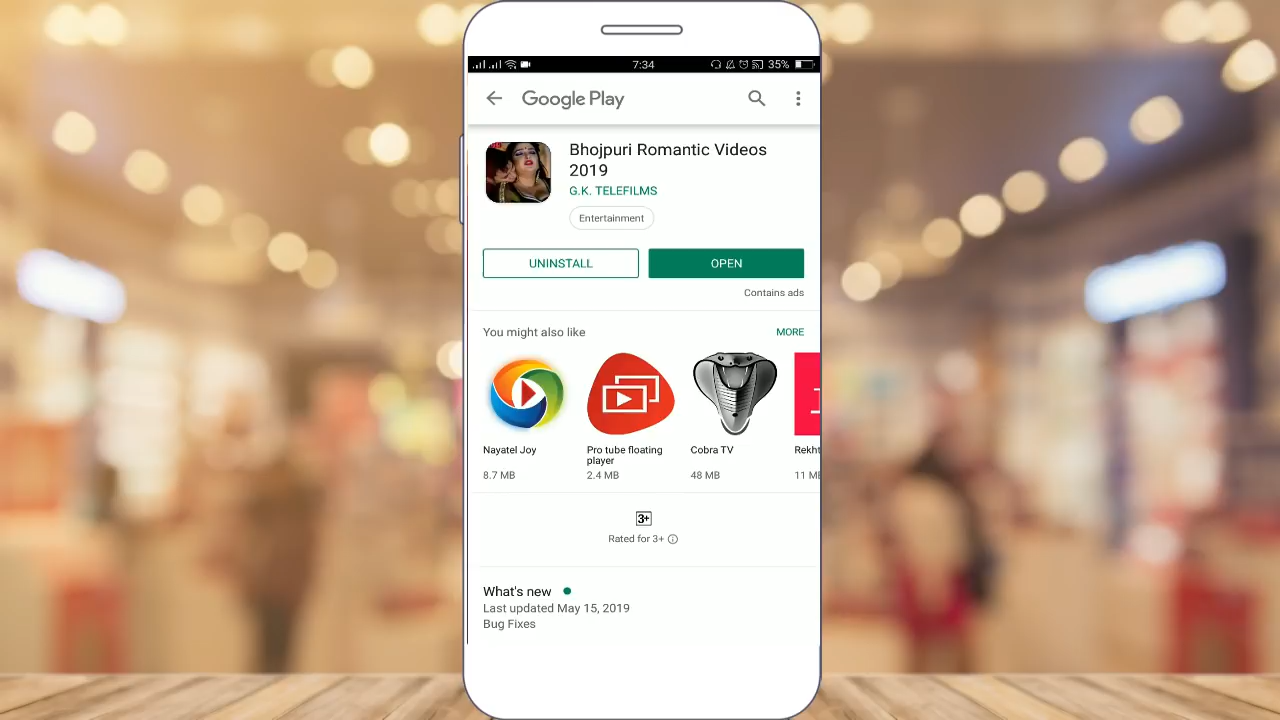 7:34
35%
Google Play
Bhojpuri Romantic Videos
2019
G.K. TELEFILMS
Entertainment
UNINSTALL
OPEN
Contains ads
You might also like
MORE
Nayatel Joy
8.7 MB
Pro tube floating
player
2.4 MB
Cobra TV
48 MB
Rekht
11 MB
3+
Rated for 3+
What's new
Last updated May 15, 2019
Bug Fixes